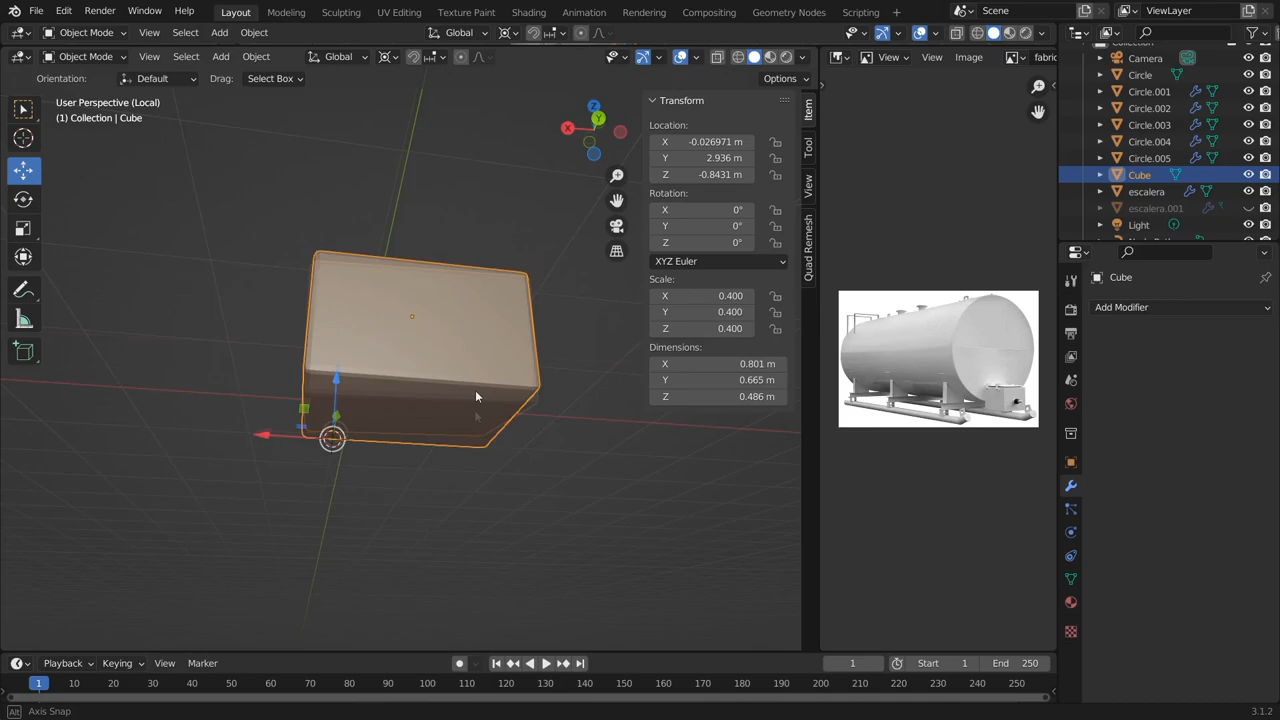 File Edit Render Window Help Layout Modeling Sculpting UV Editing Texture Paint Shading Animation Rendering Compositing Geometry Nodes Scripting Scene ViewLayer
Object Mode View Select Add Object Global
Object Mode View Select Add Object Global View View Image fabric
Orientation: Default Drag: Select Box Options
User Perspective (Local)
(1) Collection | Cube
X
Y
Z
Transform
Location:
X -0.026971 m
Y 2.936 m
Z -0.8431 m
Rotation:
X 0°
Y 0°
Z 0°
XYZ Euler
Scale:
X 0.400
Y 0.400
Z 0.400
Dimensions:
X 0.801 m
Y 0.665 m
Z 0.486 m
Item
Tool
View
Quad Remesh
Collection
Camera
Circle
Circle.001
Circle.002
Circle.003
Circle.004
Circle.005
Cube
escalera
escalera.001
Light
Cube
Add Modifier
Playback Keying View Marker 1 Start 1 End 250
1 10 20 30 40 50 60 70 80 90 100 110 120 130 140 150 160 170 180 190 200 210 220 230 240 250
Alt Axis Snap 3.1.2